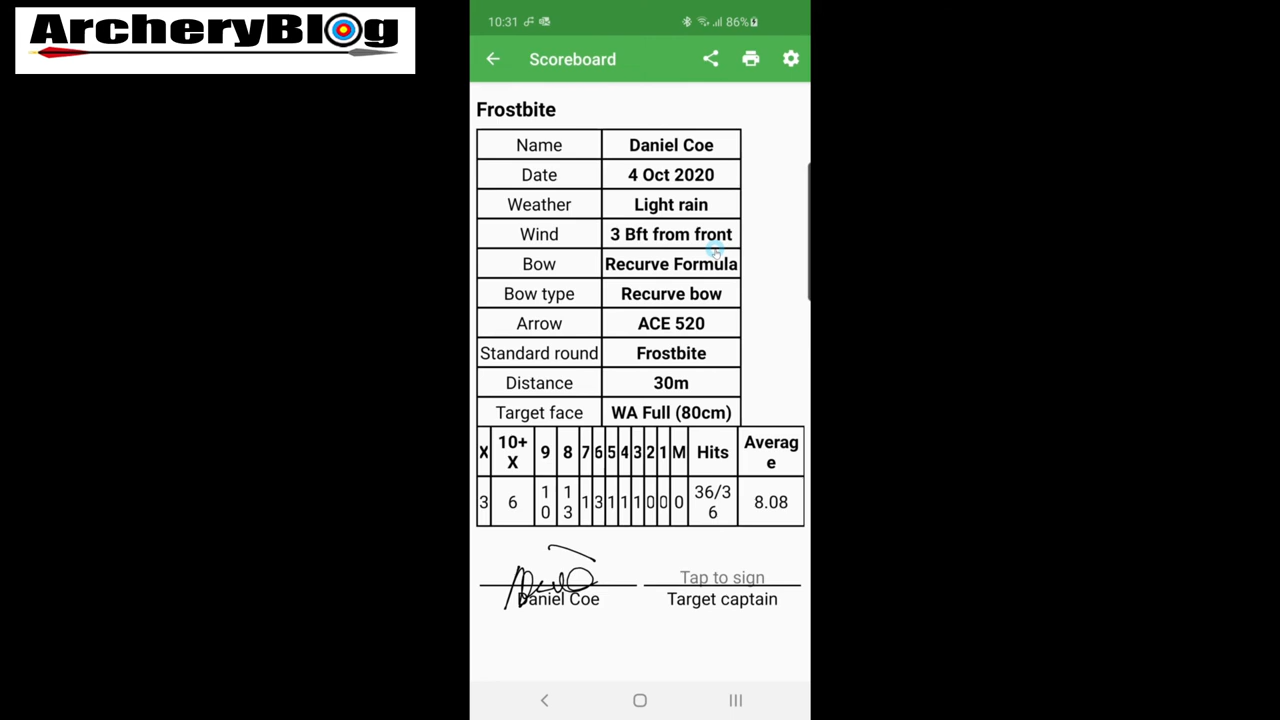 ArcheryBlog
10:31 86%
Scoreboard
Frostbite
Name Daniel Coe
Date 4 Oct 2020
Weather Light rain
Wind 3 Bft from front
Bow Recurve Formula
Bow type Recurve bow
Arrow ACE 520
Standard round Frostbite
Distance 30m
Target face WA Full (80cm)
X 10+X 9 8 7 6 5 4 3 2 1 M Hits Average
3 6 10 13 1 3 1 1 1 0 0 0 36/36 8.08
Tap to sign
Daniel Coe Target captain